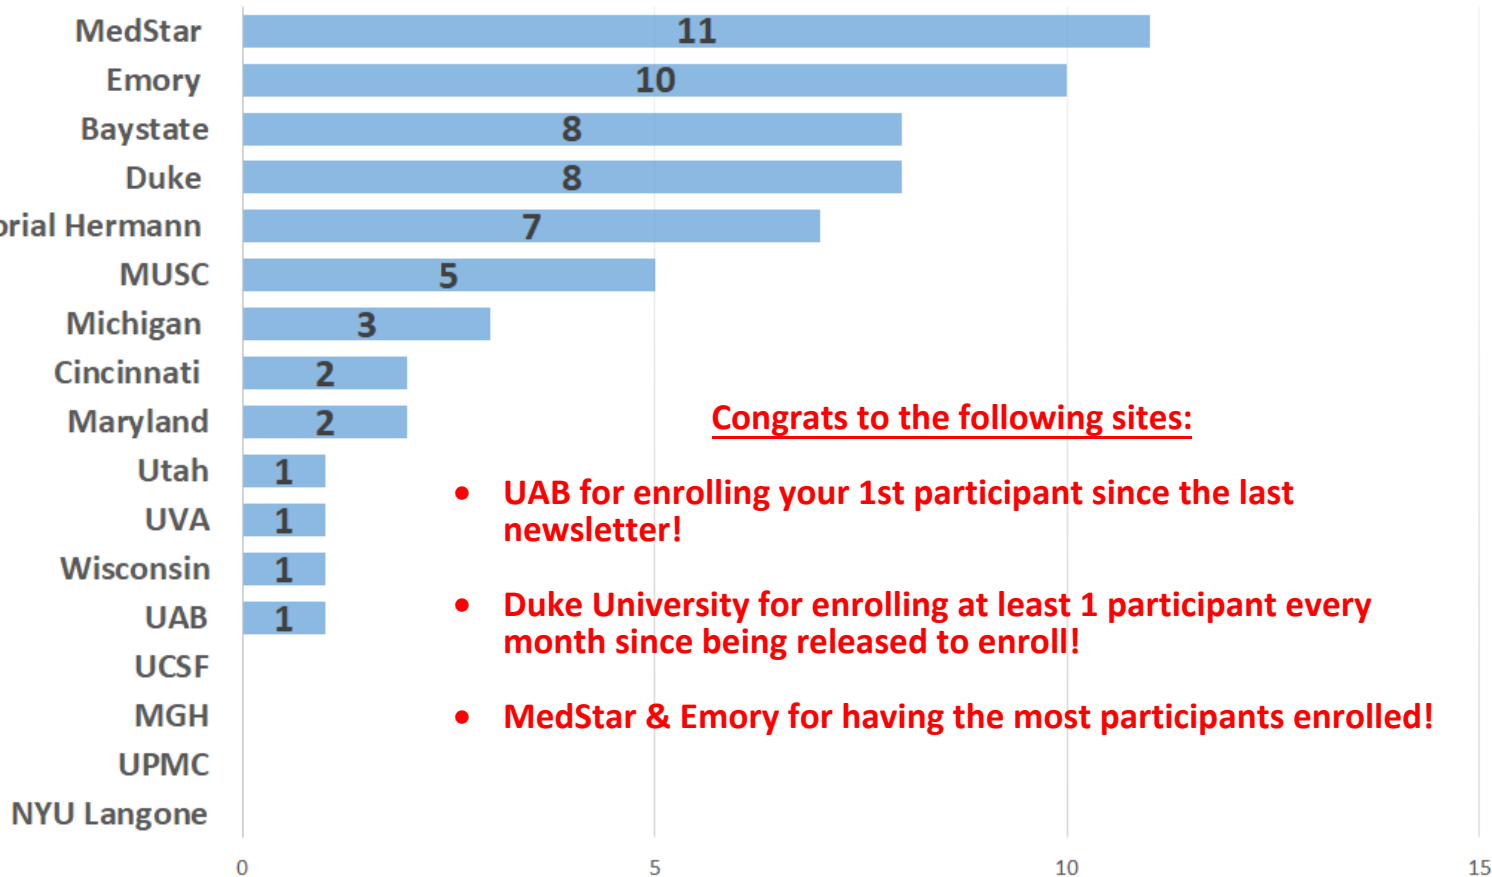 MedStar 11
Emory 10
Baystate 8
Duke 8
orial Hermann 7
MUSC 5
Michigan 3
Cincinnati 2
Maryland 2
Congrats to the following sites:
Utah 1
• UAB for enrolling your 1st participant since the last
newsletter!
UVA 1
Wisconsin 1
• Duke University for enrolling at least 1 participant every
month since being released to enroll!
UAB 1
UCSF
MGH
• MedStar & Emory for having the most participants enrolled!
UPMC
NYU Langone
0 5 10 15